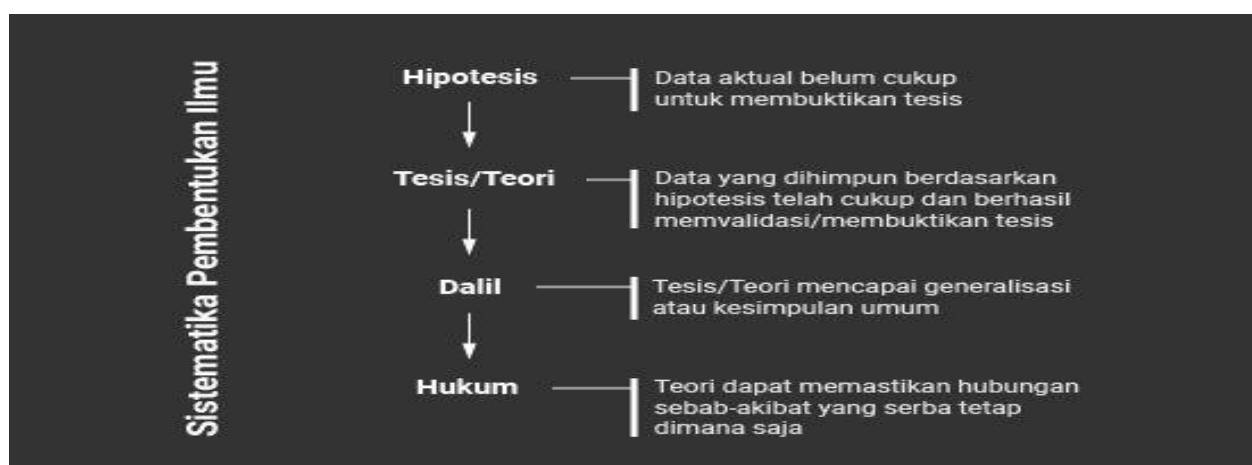 Sistematika Pembentukan Ilmu
Hipotesis
Data aktual belum cukup
untuk membuktikan tesis
Tesis/Teori
Data yang dihimpun berdasarkan
hipotesis telah cukup dan berhasil
memvalidasi/membuktikan tesis
Dalil
Tesis/Teori mencapai generalisasi
atau kesimpulan umum
Hukum
Teori dapat memastikan hubungan
sebab-akibat yang serba tetap
dimana saja